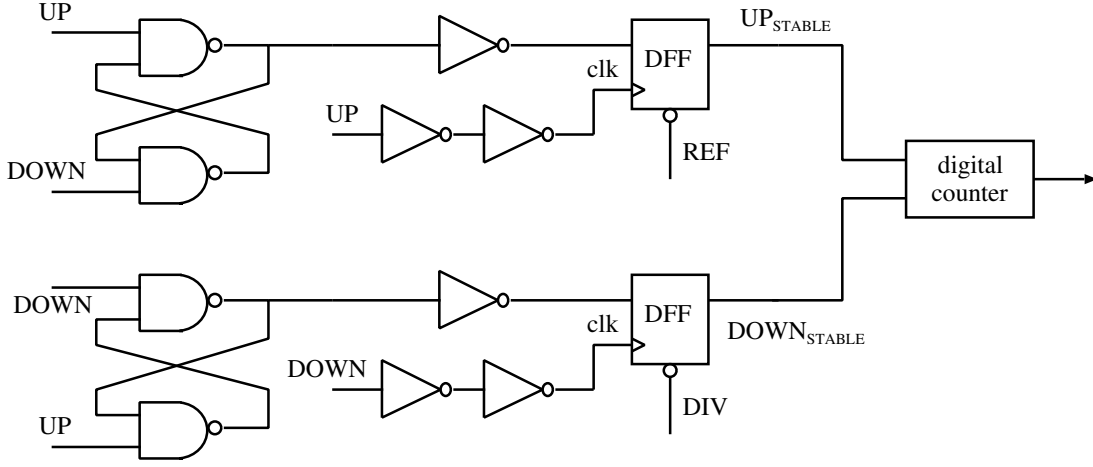 UP
UP_STABLE
DFF
clk
UP
REF
DOWN
digital
counter
DOWN
DFF
clk
DOWN_STABLE
DOWN
DIV
UP